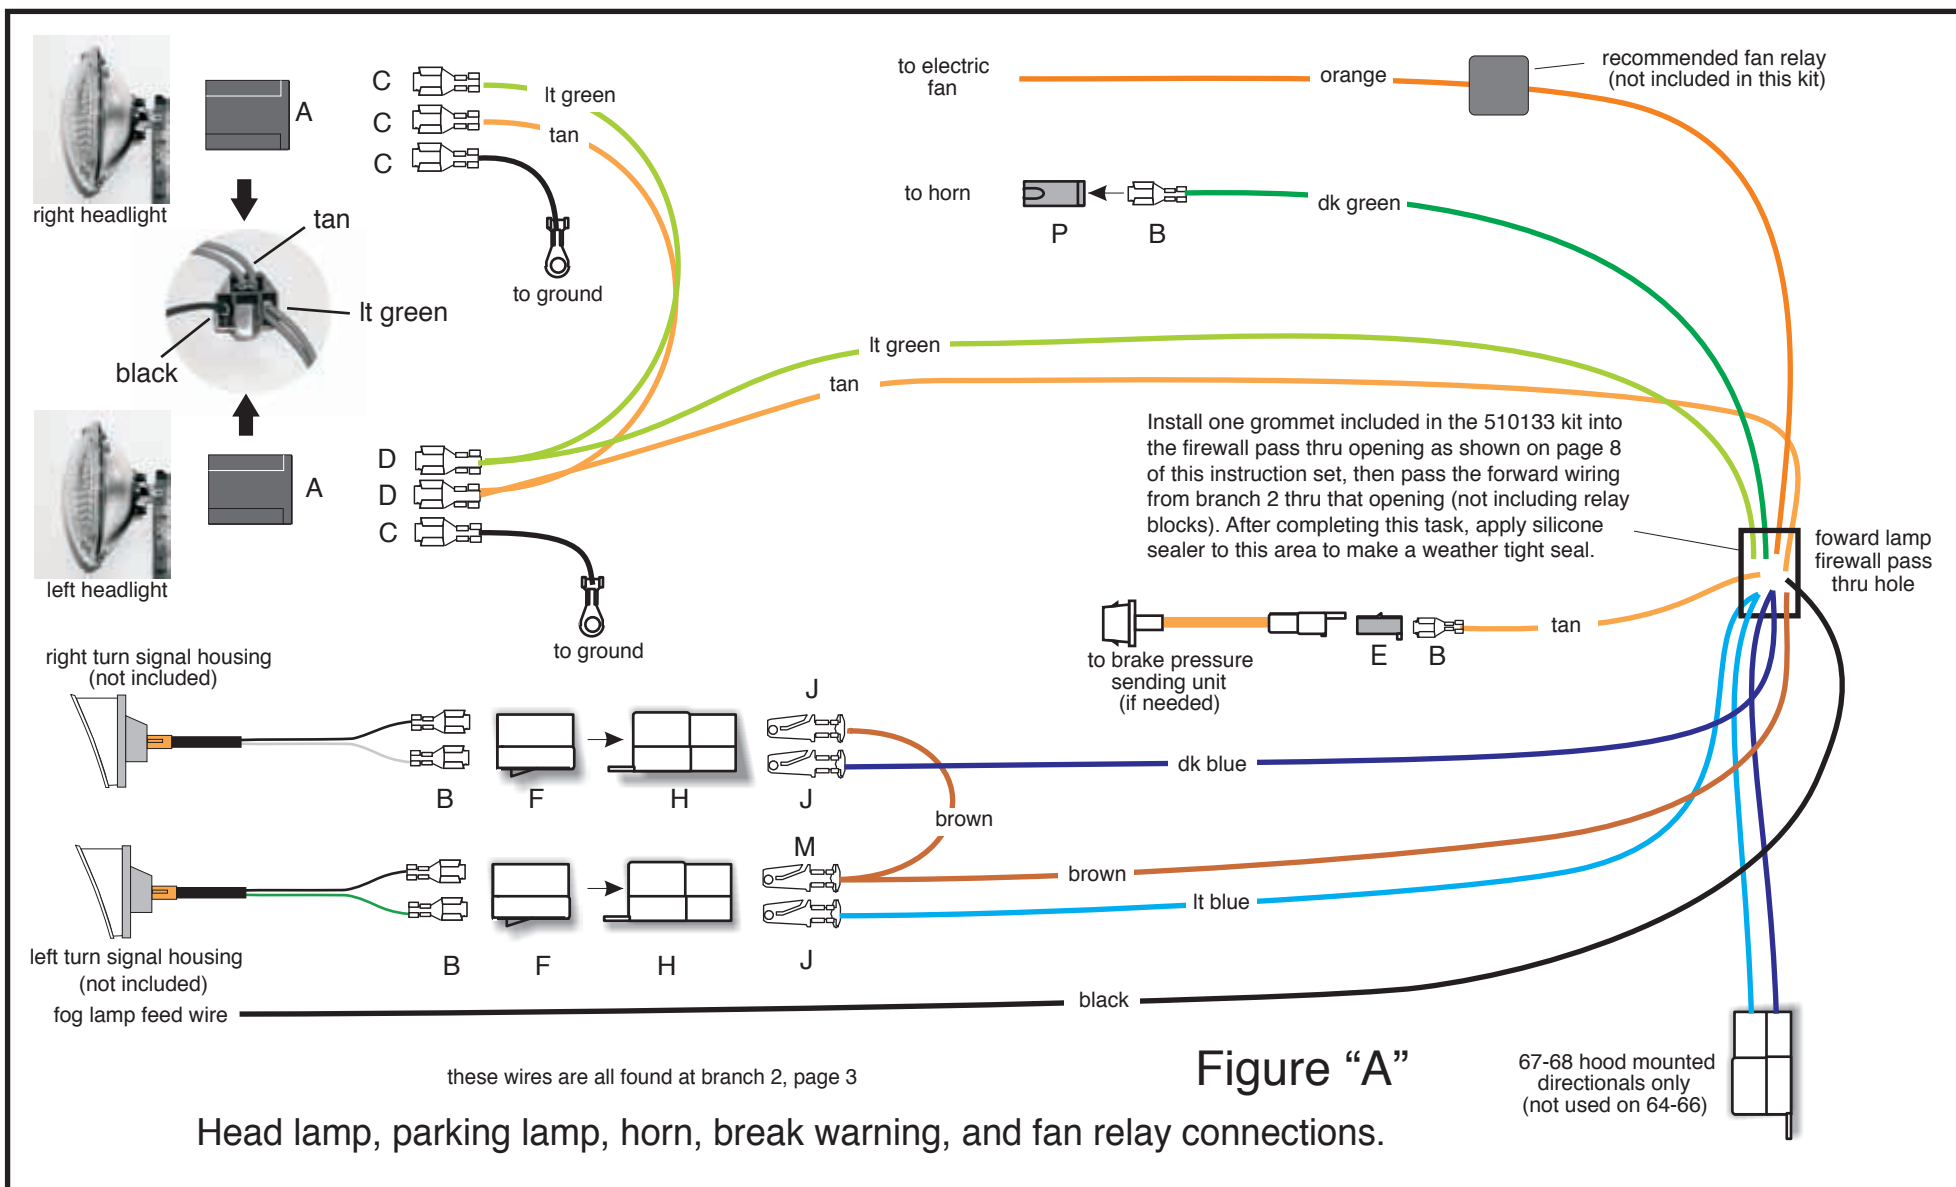 right headlight
A
tan
lt green
black
A
left headlight
C
lt green
C
tan
C
to ground
D
D
C
to ground
to electric
fan
orange
recommended fan relay
(not included in this kit)
to horn
P
B
dk green
lt green
tan
Install one grommet included in the 510133 kit into
the firewall pass thru opening as shown on page 8
of this instruction set, then pass the forward wiring
from branch 2 thru that opening (not including relay
blocks). After completing this task, apply silicone
sealer to this area to make a weather tight seal.
foward lamp
firewall pass
thru hole
to brake pressure
sending unit
(if needed)
E
B
tan
right turn signal housing
(not included)
B
F
H
J
J
dk blue
brown
left turn signal housing
(not included)
B
F
H
M
J
brown
lt blue
fog lamp feed wire
black
67-68 hood mounted
directionals only
(not used on 64-66)
these wires are all found at branch 2, page 3
Figure “A”
Head lamp, parking lamp, horn, break warning, and fan relay connections.